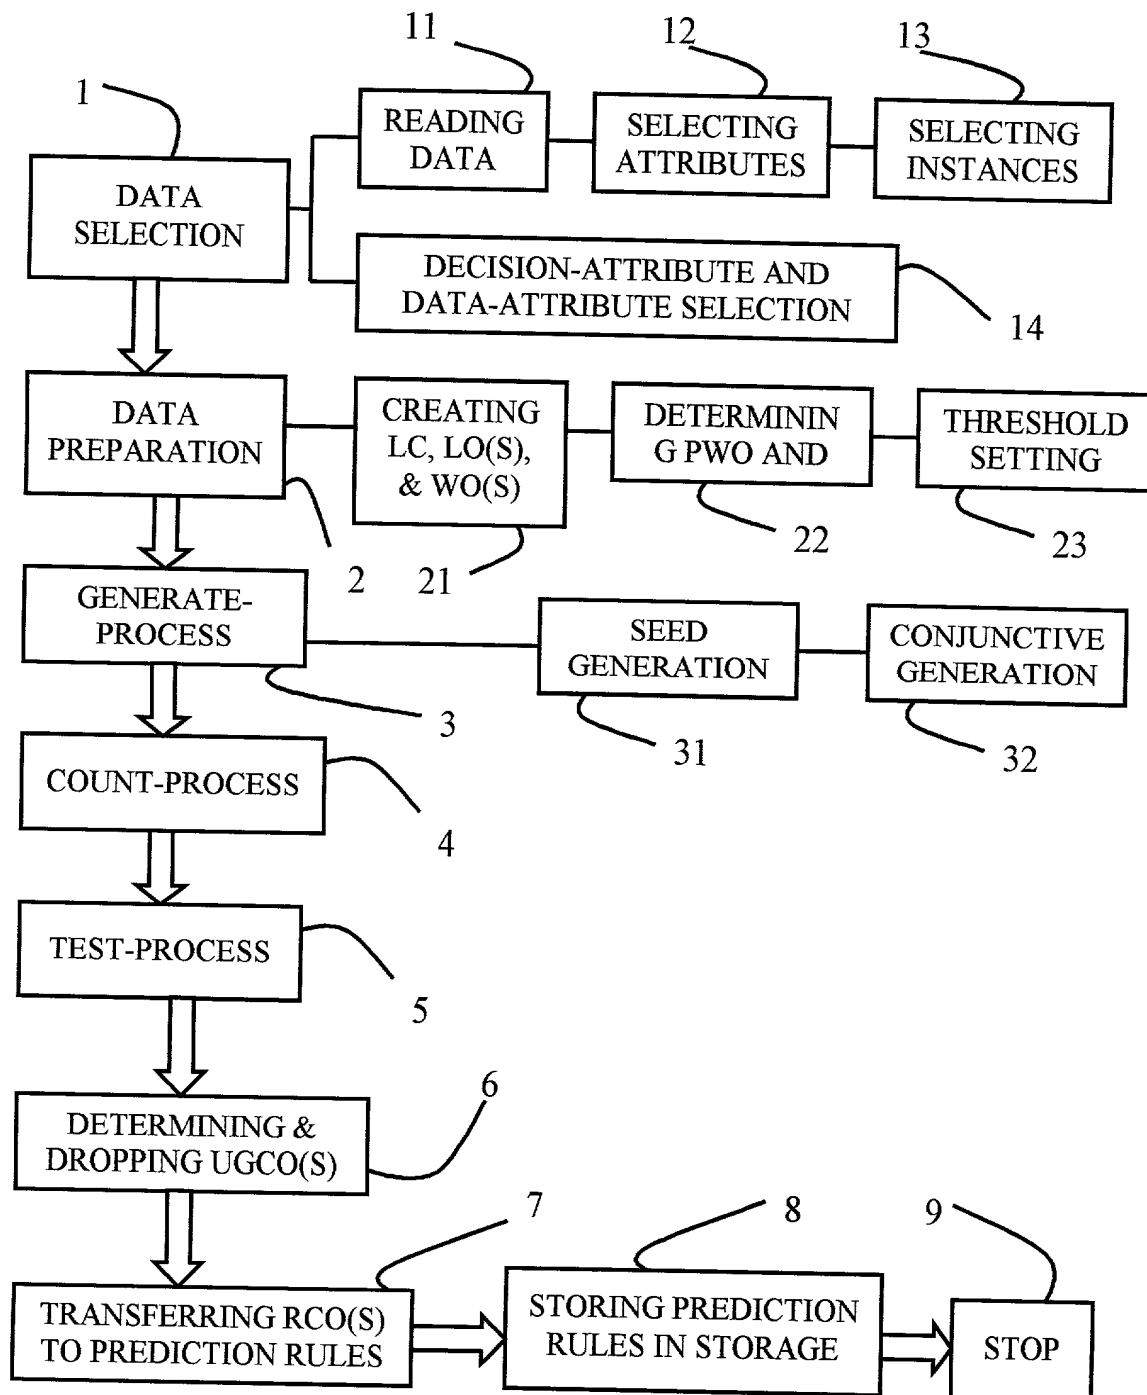 11
12
13
1
READING
DATA
SELECTING
ATTRIBUTES
SELECTING
INSTANCES
DATA
SELECTION
DECISION-ATTRIBUTE AND
DATA-ATTRIBUTE SELECTION
14
DATA
PREPARATION
CREATING
LC, LO(S),
& WO(S)
DETERMININ
G PWO AND
THRESHOLD
SETTING
2
21
22
23
GENERATE-
PROCESS
SEED
GENERATION
CONJUNCTIVE
GENERATION
3
31
32
COUNT-PROCESS
4
TEST-PROCESS
5
6
DETERMINING &
DROPPING UGCO(S)
7
8
9
TRANSFERRING RCO(S)
TO PREDICTION RULES
STORING PREDICTION
RULES IN STORAGE
STOP